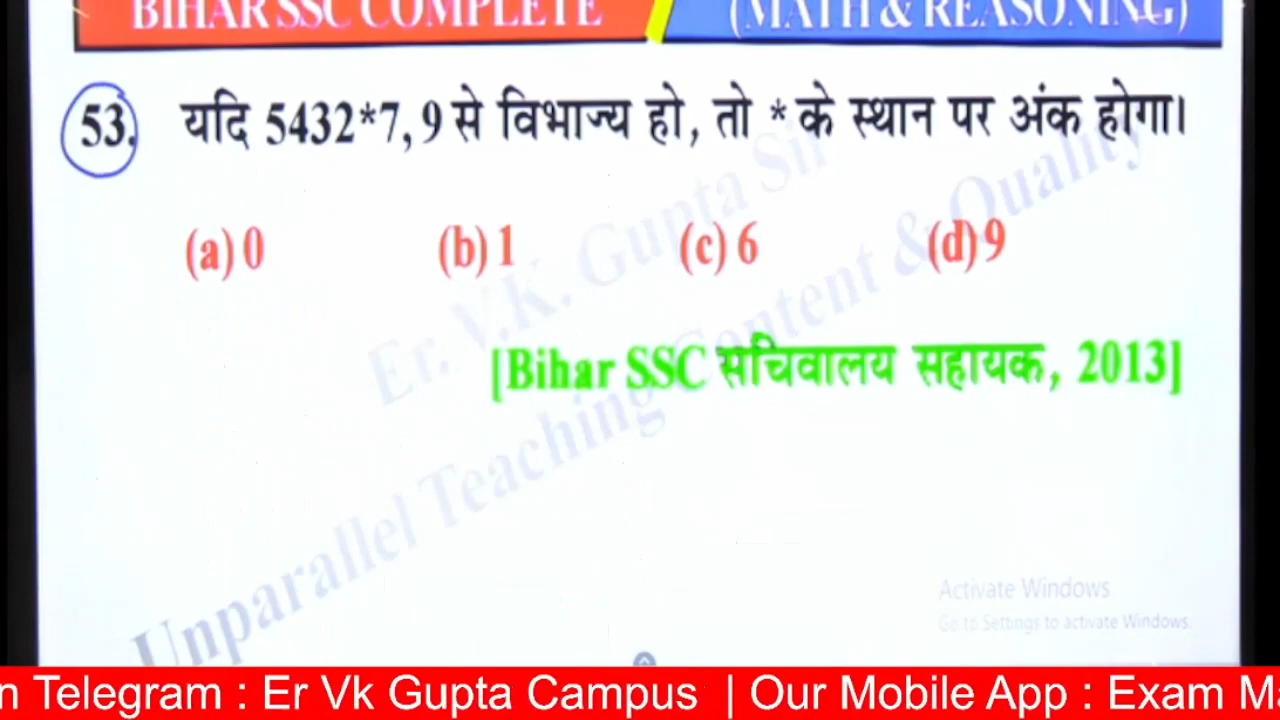 BIHAR SSC COMPLETE
(MATH & REASONING)
53. यदि 5432*7, 9 से विभाज्य हो, तो * के स्थान पर अंक होगा।
(a) 0 (b) 1 (c) 6 (d) 9
[Bihar SSC सचिवालय सहायक, 2013]
Er. V.K. Gupta Sir
Unparallel Teaching Content & Quality
Activate Windows
Go to Settings to activate Windows.
n Telegram : Er Vk Gupta Campus | Our Mobile App : Exam Ma